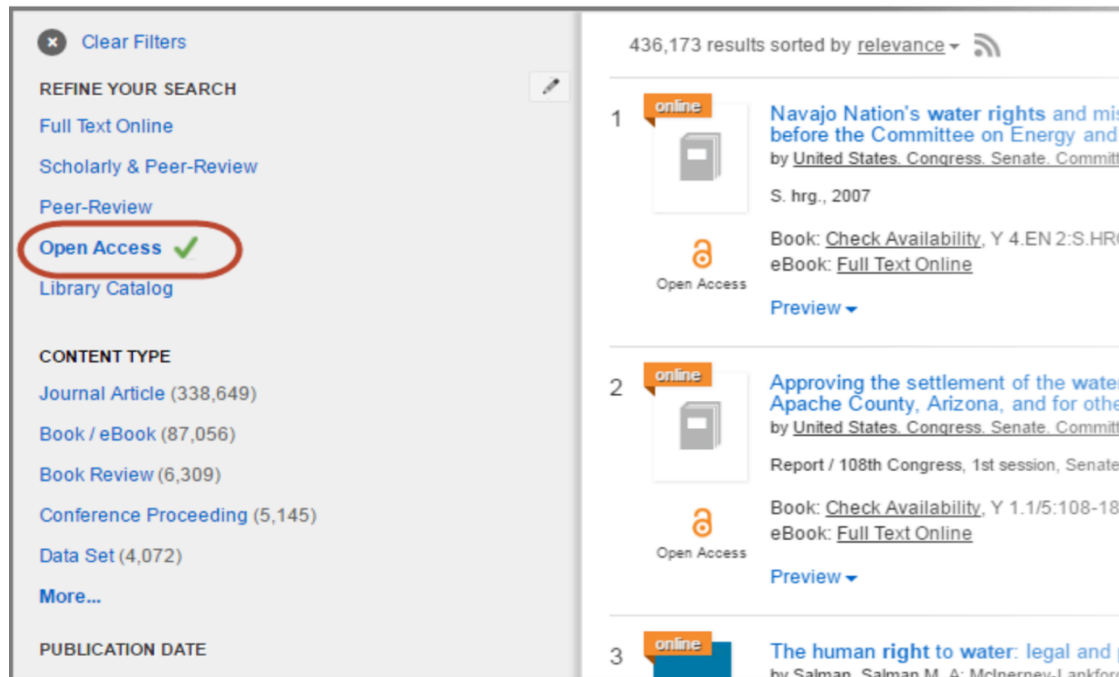 Clear Filters
REFINE YOUR SEARCH
Full Text Online
Scholarly & Peer-Review
Peer-Review
Open Access
Library Catalog
CONTENT TYPE
Journal Article (338,649)
Book / eBook (87,056)
Book Review (6,309)
Conference Proceeding (5,145)
Data Set (4,072)
More...
PUBLICATION DATE
436,173 results sorted by relevance
1
online
Navajo Nation's water rights and
before the Committee on Energy and
by United States. Congress. Senate.
S. hrg., 2007
Open Access
Book: Check Availability, Y 4.EN 2:S.HR
eBook: Full Text Online
Preview
2
online
Approving the settlement of the
Apache County, Arizona, and for
by United States. Congress. Senate.
Report / 108th Congress, 1st session, Senate
Open Access
Book: Check Availability, Y 1.1/5:108-18
eBook: Full Text Online
Preview
3
online
The human right to water: legal and
by Salman, Salman M. A;